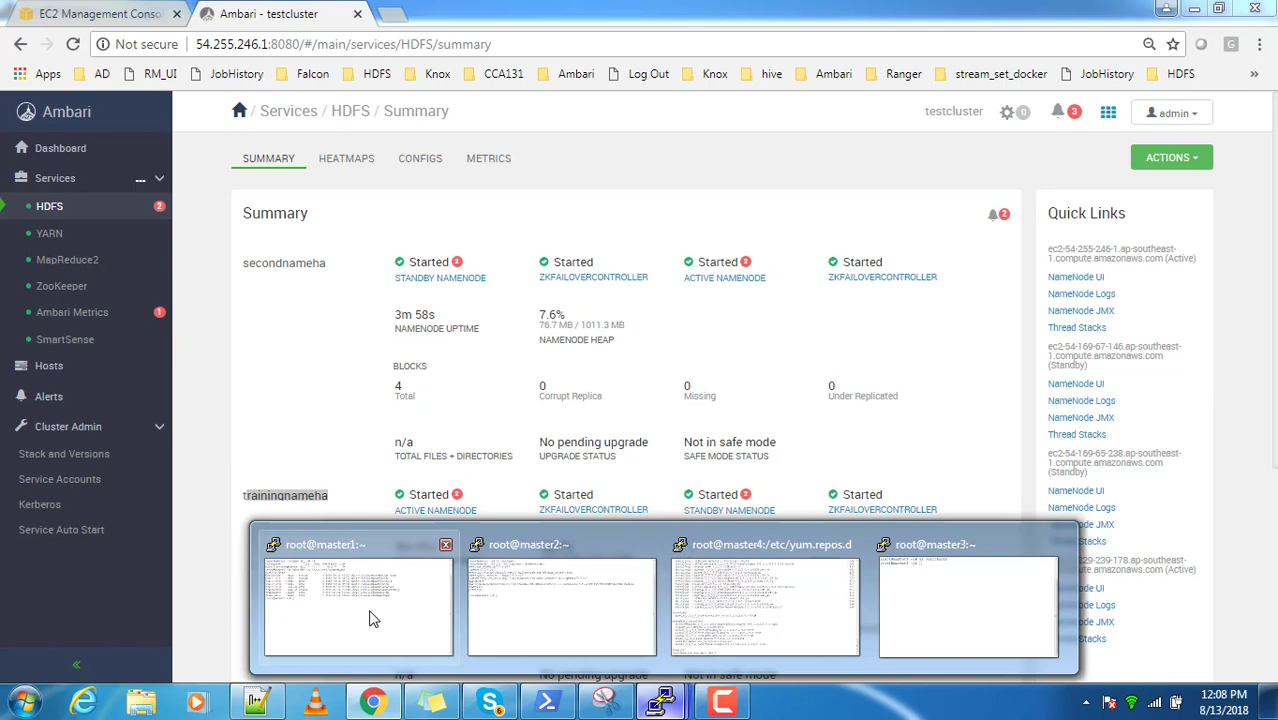 EC2 Management Conso
Ambari - testcluster
Not secure
54.255.246.1:8080/#/main/services/HDFS/summary
Apps
AD
RM_UI
JobHistory
Falcon
HDFS
Knox
CCA131
Ambari
Log Out
Knox
hive
Ambari
Ranger
stream_set_docker
JobHistory
HDFS
Ambari
/ Services / HDFS / Summary
testcluster
0
3
admin
Dashboard
Services
HDFS
2
YARN
MapReduce2
ZooKeeper
Ambari Metrics
1
SmartSense
Hosts
Alerts
Cluster Admin
Stack and Versions
Service Accounts
Kerberos
Service Auto Start
SUMMARY
HEATMAPS
CONFIGS
METRICS
ACTIONS
Summary
2
secondnameha
Started 2
STANDBY NAMENODE
Started
ZKFAILOVERCONTROLLER
Started 2
ACTIVE NAMENODE
Started
ZKFAILOVERCONTROLLER
3m 58s
NAMENODE UPTIME
7.6%
76.7 MB / 1011.3 MB
NAMENODE HEAP
BLOCKS
4
Total
0
Corrupt Replica
0
Missing
0
Under Replicated
n/a
TOTAL FILES + DIRECTORIES
No pending upgrade
UPGRADE STATUS
Not in safe mode
SAFE MODE STATUS
trainingnameha
Started 2
ACTIVE NAMENODE
Started
ZKFAILOVERCONTROLLER
Started 2
STANDBY NAMENODE
Started
ZKFAILOVERCONTROLLER
n/a
No pending upgrade
Not in safe mode
Quick Links
ec2-54-255-246-1.ap-southeast-
1.compute.amazonaws.com (Active)
NameNode UI
NameNode Logs
NameNode JMX
Thread Stacks
ec2-54-169-67-146.ap-southeast-
1.compute.amazonaws.com
(Standby)
NameNode UI
NameNode Logs
NameNode JMX
Thread Stacks
ec2-54-169-65-238.ap-southeast-
1.compute.amazonaws.com
(Standby)
NameNode UI
root@master1:~
root@master2:~
root@master4:/etc/yum.repos.d
root@master3:~
12:08 PM
8/13/2018